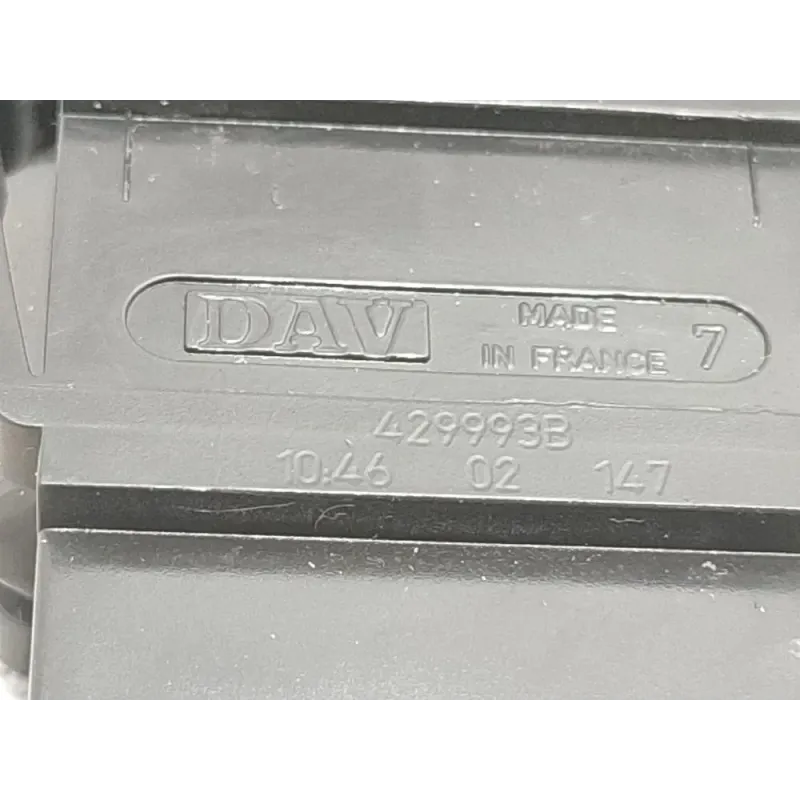 DAV MADE IN FRANCE 7
429993B
10:46 02 147